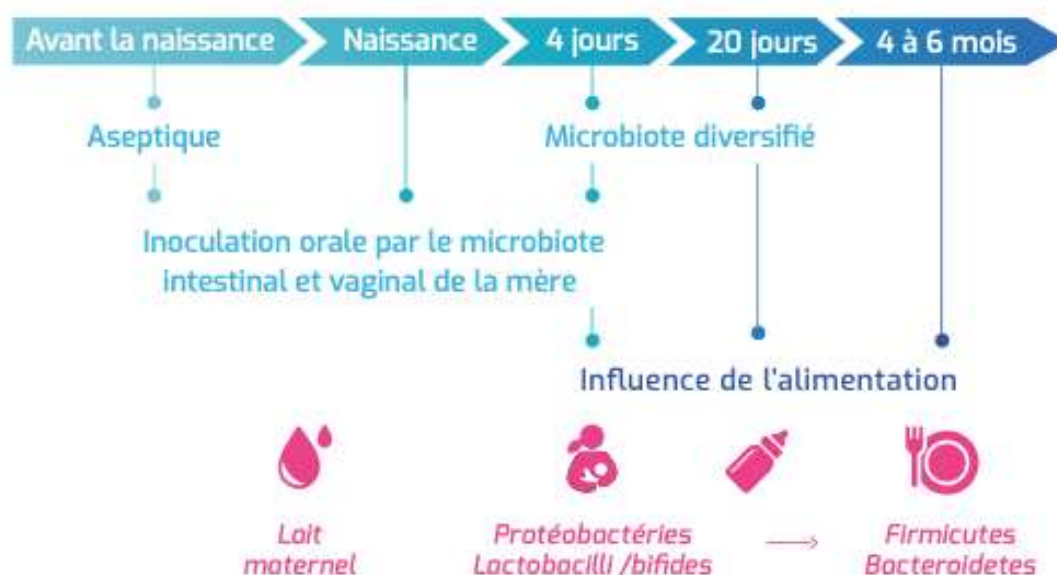 Avant la naissance
Naissance
4 jours
20 jours
4 à 6 mois
Aseptique
Microbiote diversifié
Inoculation orale par le microbiote
intestinal et vaginal de la mère
Influence de l'alimentation
Lait
maternel
Protéobactéries
Lactobacilli /bifides
Firmicutes
Bacteroidetes